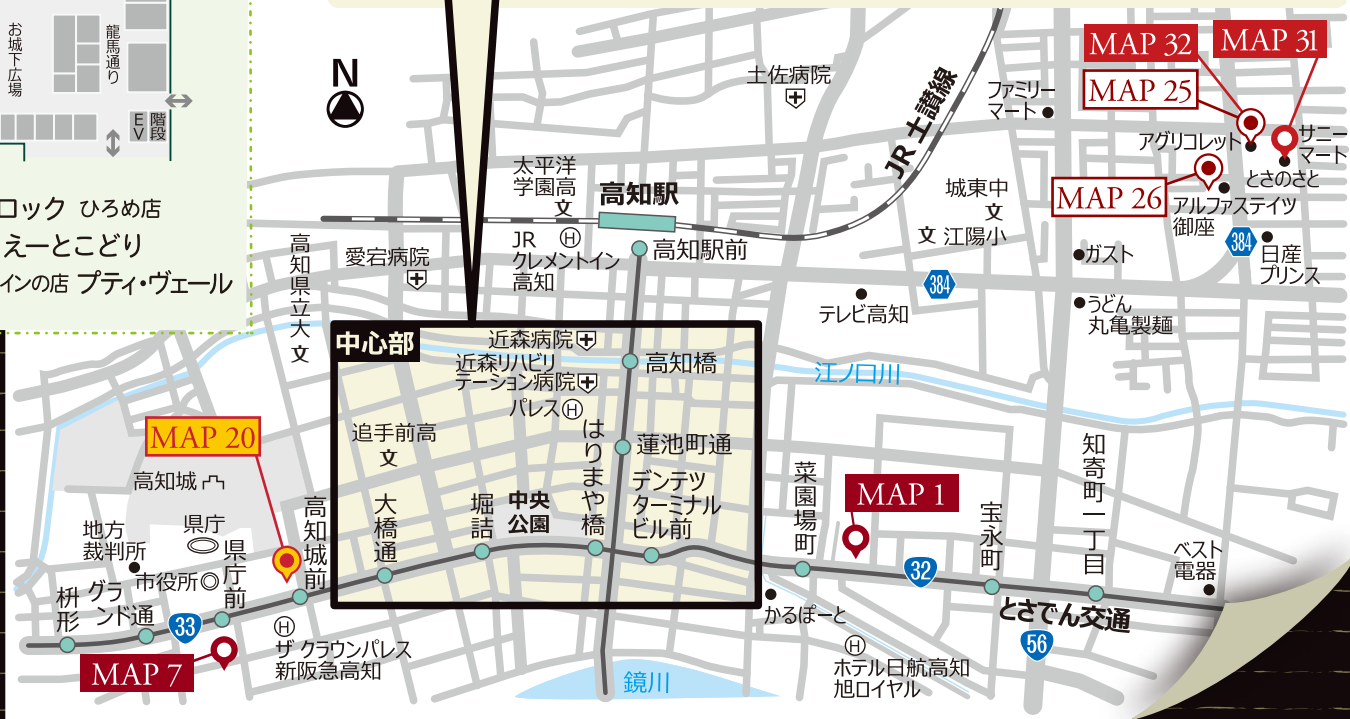 お城下広場
龍馬通り
EV
階段
ロック ひろめ店
えーとこどり
インの店 プティ・ヴェール
N
土佐病院
JR 土讃線
ファミリー
マート
MAP 32
MAP 31
MAP 25
アグリコレット
サニー
マート
とさのさと
MAP 26
アルファステイツ
御座
384
日産
プリンス
太平洋
学園高
文
高知駅
高知駅前
JR
クレメントイン
高知
H
城東中
文
文 江陽小
ガスト
384
テレビ高知
うどん
丸亀製麺
高知県立大
文
愛宕病院
中心部
近森病院
近森リハビリ
テーション病院
パレス H
高知橋
江ノ口川
追手前高
文
はりまや橋
蓮池町通
デンテツ
ターミナル
ビル前
大橋通
堀詰
中央
公園
MAP 20
高知城
高知城前
地方
裁判所
県庁
市役所
県庁前
グランド通
枡形
33
MAP 7
H
ザ クラウンパレス
新阪急高知
鏡川
菜園場町
MAP 1
32
宝永町
知寄町一丁目
ベスト
電器
とさでん交通
56
かるぽーと
H
ホテル日航高知
旭ロイヤル